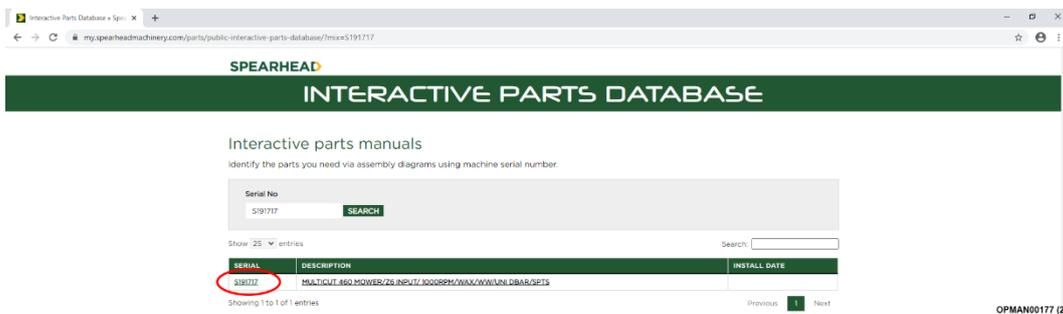 Interactive Parts Database » Spe
my.spearheadmachinery.com/parts/public-interactive-parts-database/?mix=S191717
SPEARHEAD
INTERACTIVE PARTS DATABASE
Interactive parts manuals
Identify the parts you need via assembly diagrams using machine serial number.
Serial No
S191717 SEARCH
Show 25 entries Search:
SERIAL DESCRIPTION INSTALL DATE
S191717 MULTICUT 460 MOWER/Z6 INPUT/ 1000RPM/WAX/WW/UNI DBAR/SPTS
Showing 1 to 1 of 1 entries Previous 1 Next
OPMAN00177 (2